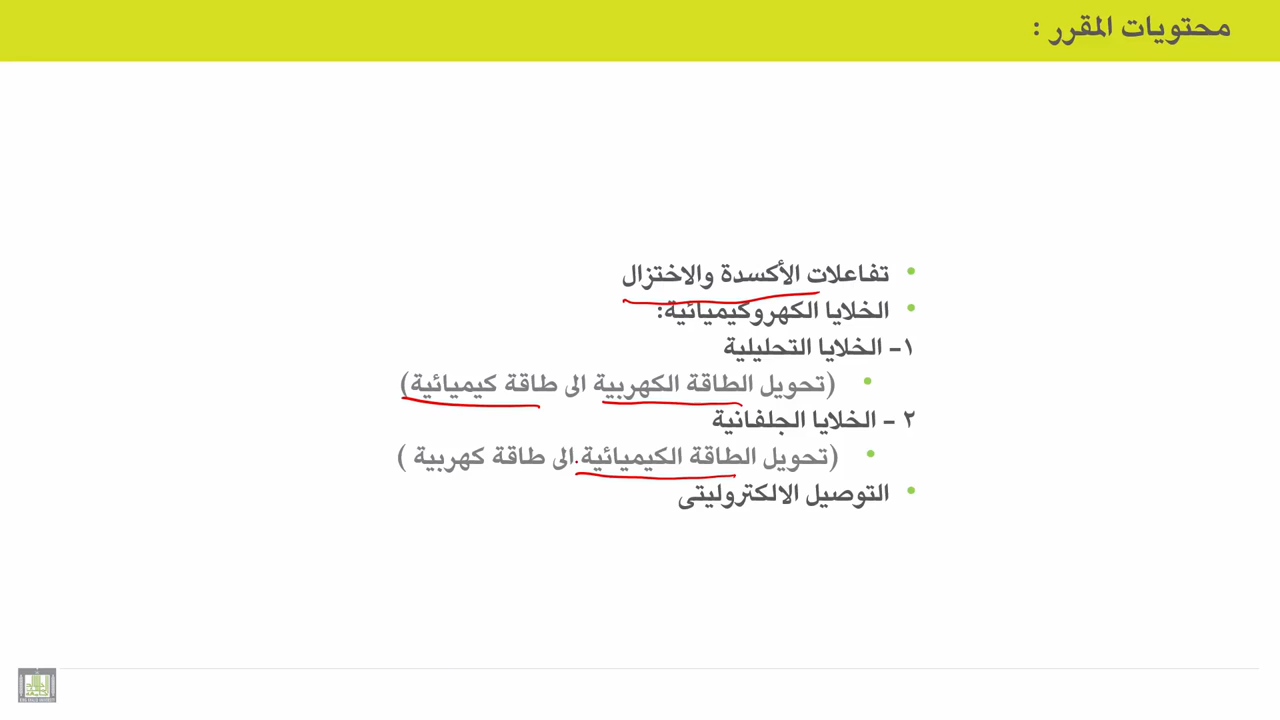 محتويات المقرر :
• تفاعلات الأكسدة والاختزال
• الخلايا الكهروكيميائية:
١- الخلايا التحليلية
• (تحويل الطاقة الكهربية الى طاقة كيميائية)
٢ - الخلايا الجلفانية
• (تحويل الطاقة الكيميائية الى طاقة كهربية )
• التوصيل الالكتروليتى